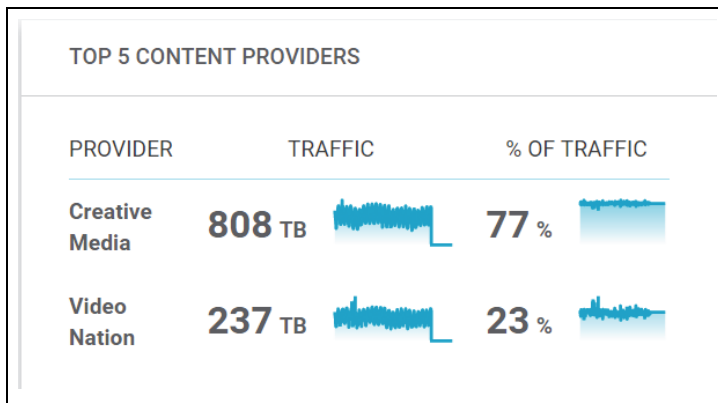 TOP 5 CONTENT PROVIDERS
PROVIDER TRAFFIC % OF TRAFFIC
Creative Media 808 TB 77 %
Video Nation 237 TB 23 %